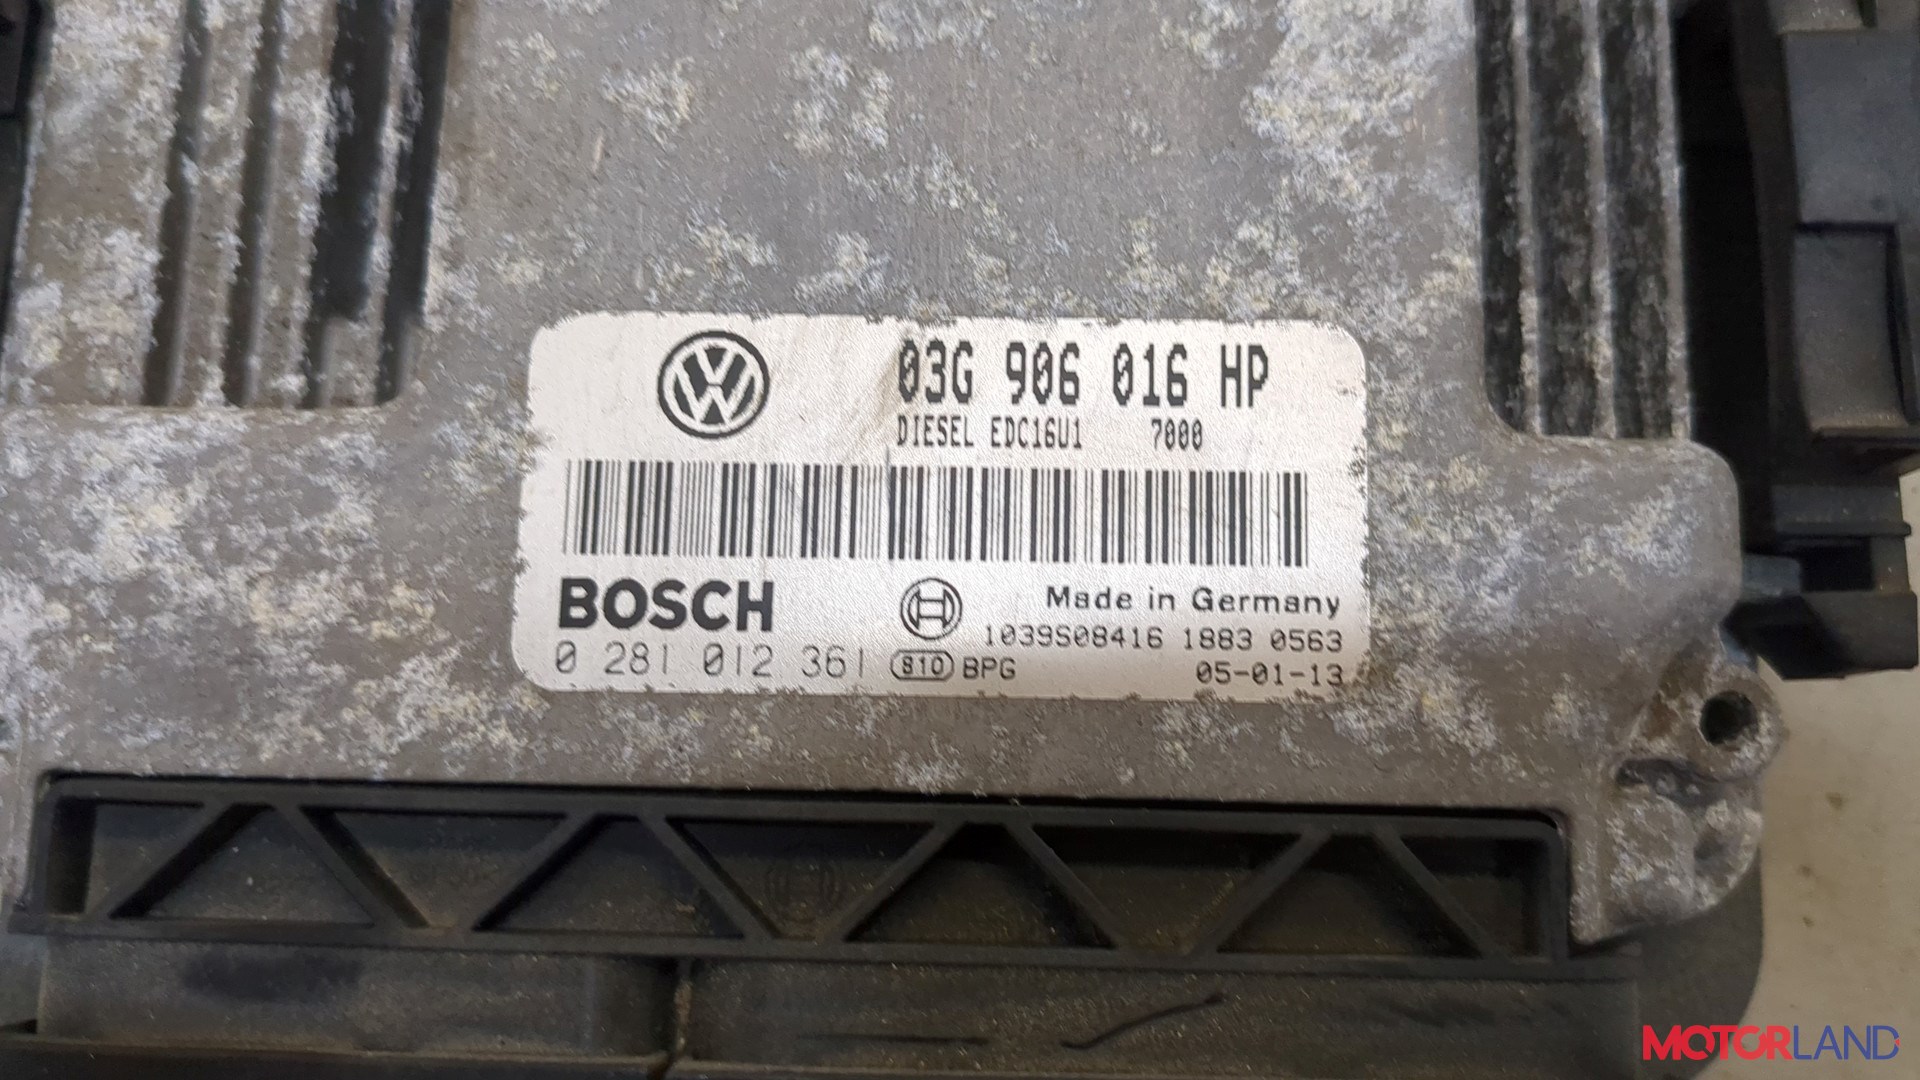 03G 906 016 HP
DIESEL EDC16U1 7000
BOSCH
Made in Germany
1039S08416 1883 0563
0 281 012 361 810 BPG 05-01-13
MOTORLAND